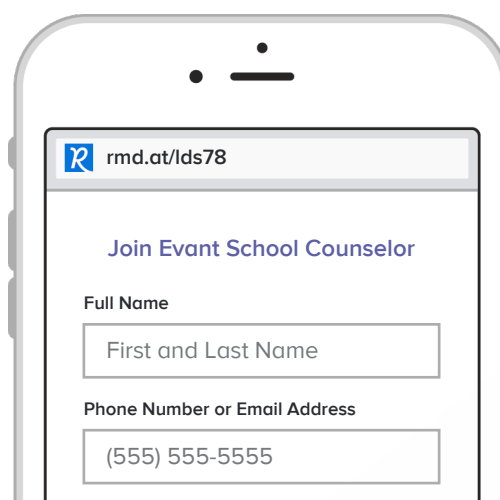 R
rmd.at/lds78
Join Evant School Counselor
Full Name
First and Last Name
Phone Number or Email Address
(555) 555-5555